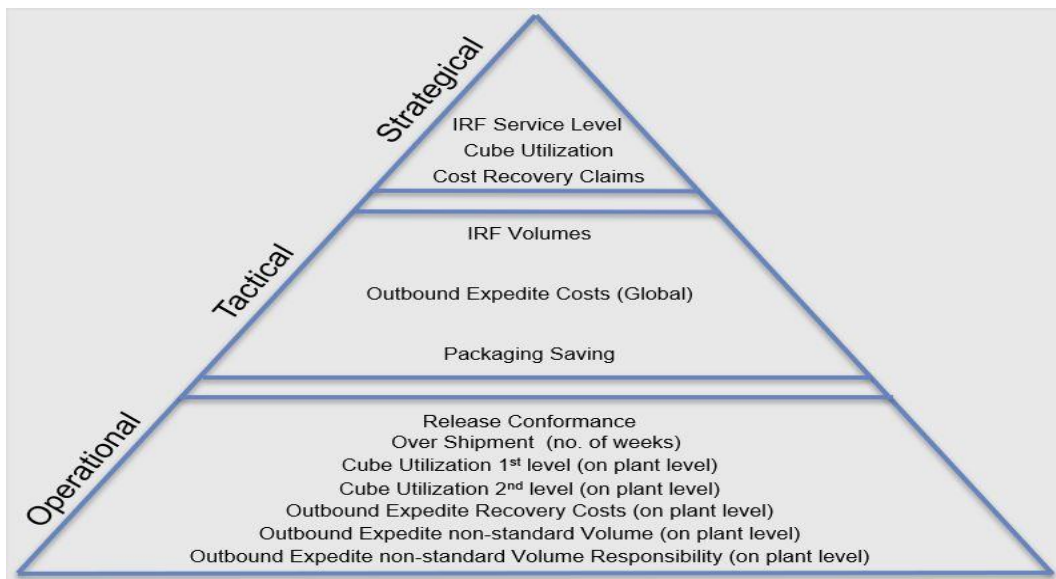 Strategical
IRF Service Level
Cube Utilization
Cost Recovery Claims
Tactical
IRF Volumes
Outbound Expedite Costs (Global)
Packaging Saving
Operational
Release Conformance
Over Shipment (no. of weeks)
Cube Utilization 1st level (on plant level)
Cube Utilization 2nd level (on plant level)
Outbound Expedite Recovery Costs (on plant level)
Outbound Expedite non-standard Volume (on plant level)
Outbound Expedite non-standard Volume Responsibility (on plant level)